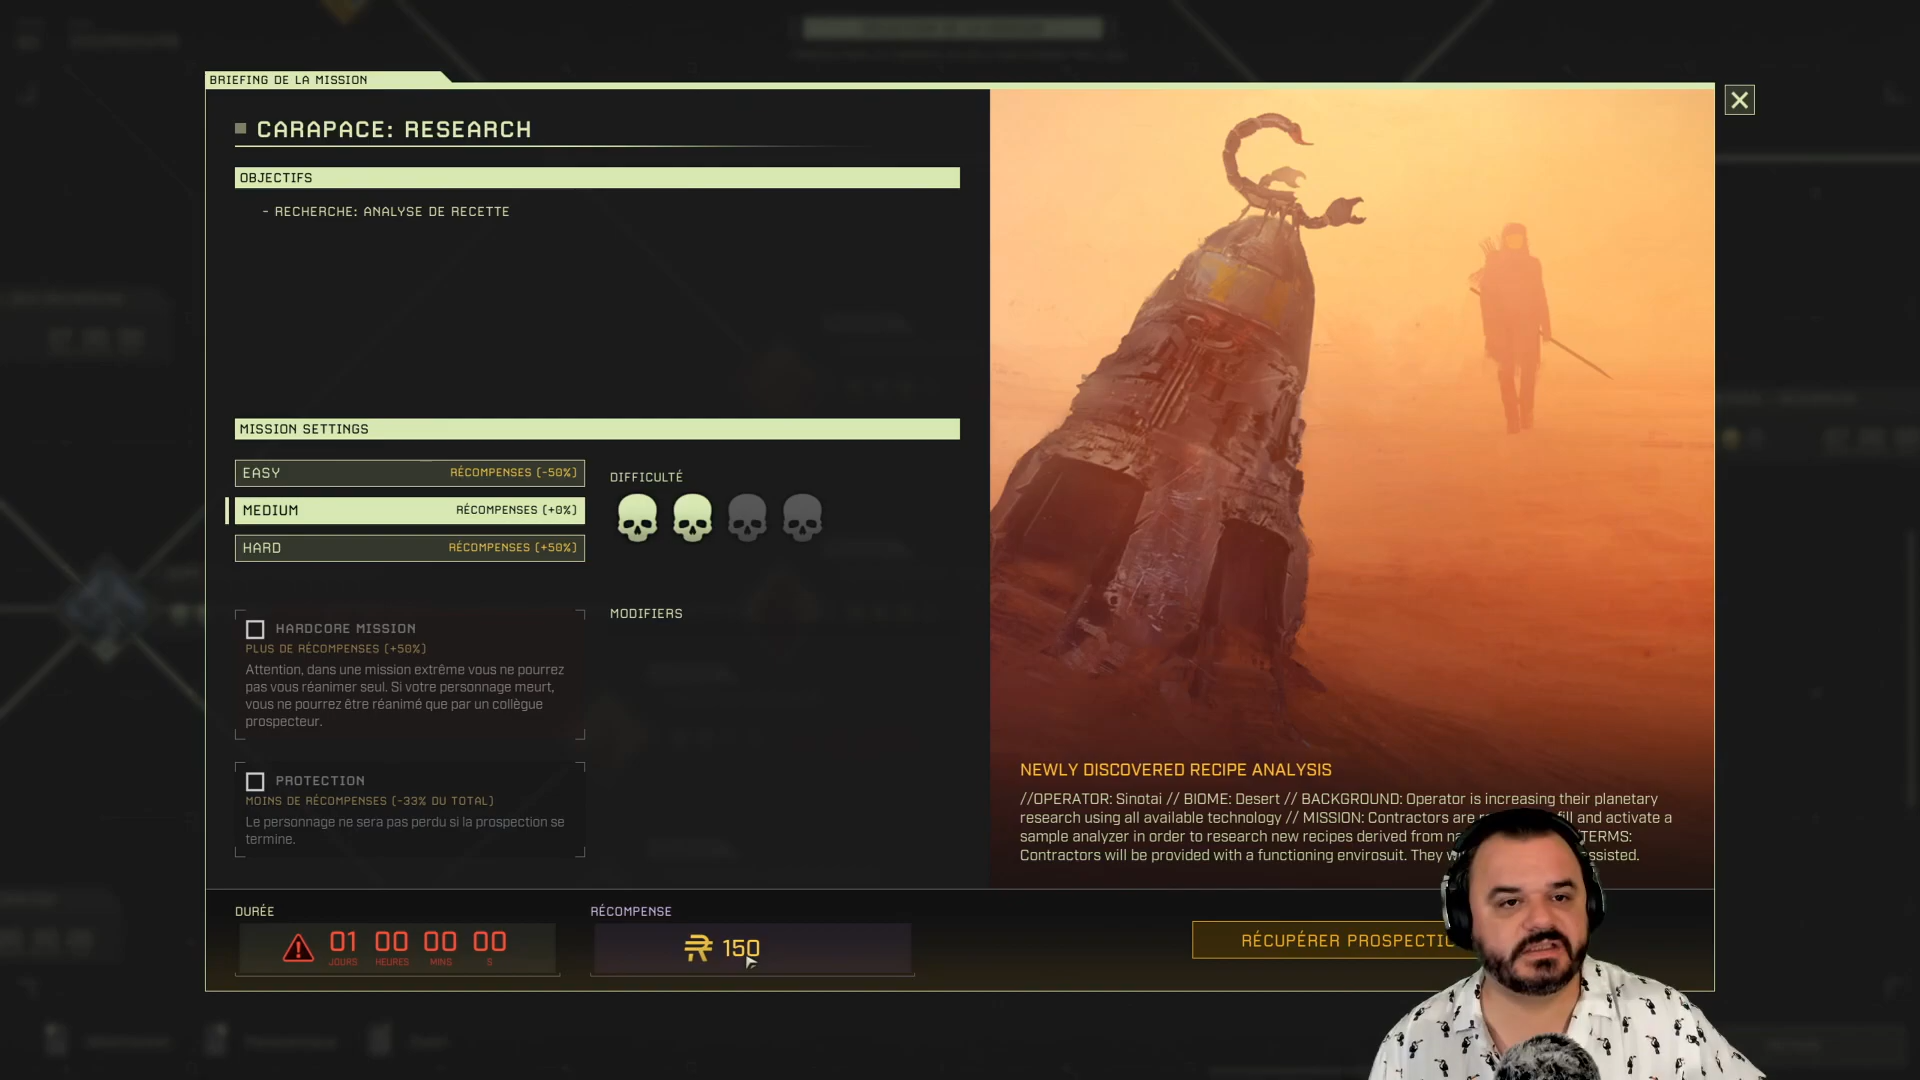 BRIEFING DE LA MISSION
CARAPACE: RESEARCH
OBJECTIFS
- RECHERCHE: ANALYSE DE RECETTE
MISSION SETTINGS
EASY RÉCOMPENSES (-50%)
MEDIUM RÉCOMPENSES (+0%)
HARD RÉCOMPENSES (+50%)
DIFFICULTÉ
MODIFIERS
HARDCORE MISSION
PLUS DE RÉCOMPENSES (+50%)
Attention, dans une mission extrême vous ne pourrez
pas vous réanimer seul. Si votre personnage meurt,
vous ne pourrez être réanimé que par un collègue
prospecteur.
PROTECTION
MOINS DE RÉCOMPENSES (-33% DU TOTAL)
Le personnage ne sera pas perdu si la prospection se
termine.
NEWLY DISCOVERED RECIPE ANALYSIS
//OPERATOR: Sinotai // BIOME: Desert // BACKGROUND: Operator is increasing their planetary
research using all available technology // MISSION: Contractors are fill and activate a
sample analyzer in order to research new recipes derived from TERMS:
Contractors will be provided with a functioning envirosuit. They
DURÉE
01 00 00 00
JOURS HEURES MINS S
RÉCOMPENSE
150
RÉCUPÉRER